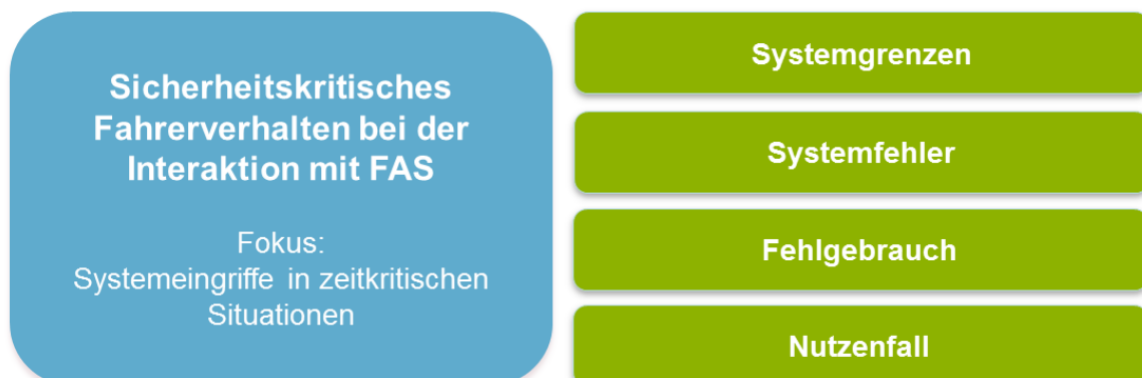 Sicherheitskritisches
Fahrerverhalten bei der
Interaktion mit FAS
Fokus:
Systemeingriffe in zeitkritischen
Situationen
Systemgrenzen
Systemfehler
Fehlgebrauch
Nutzenfall